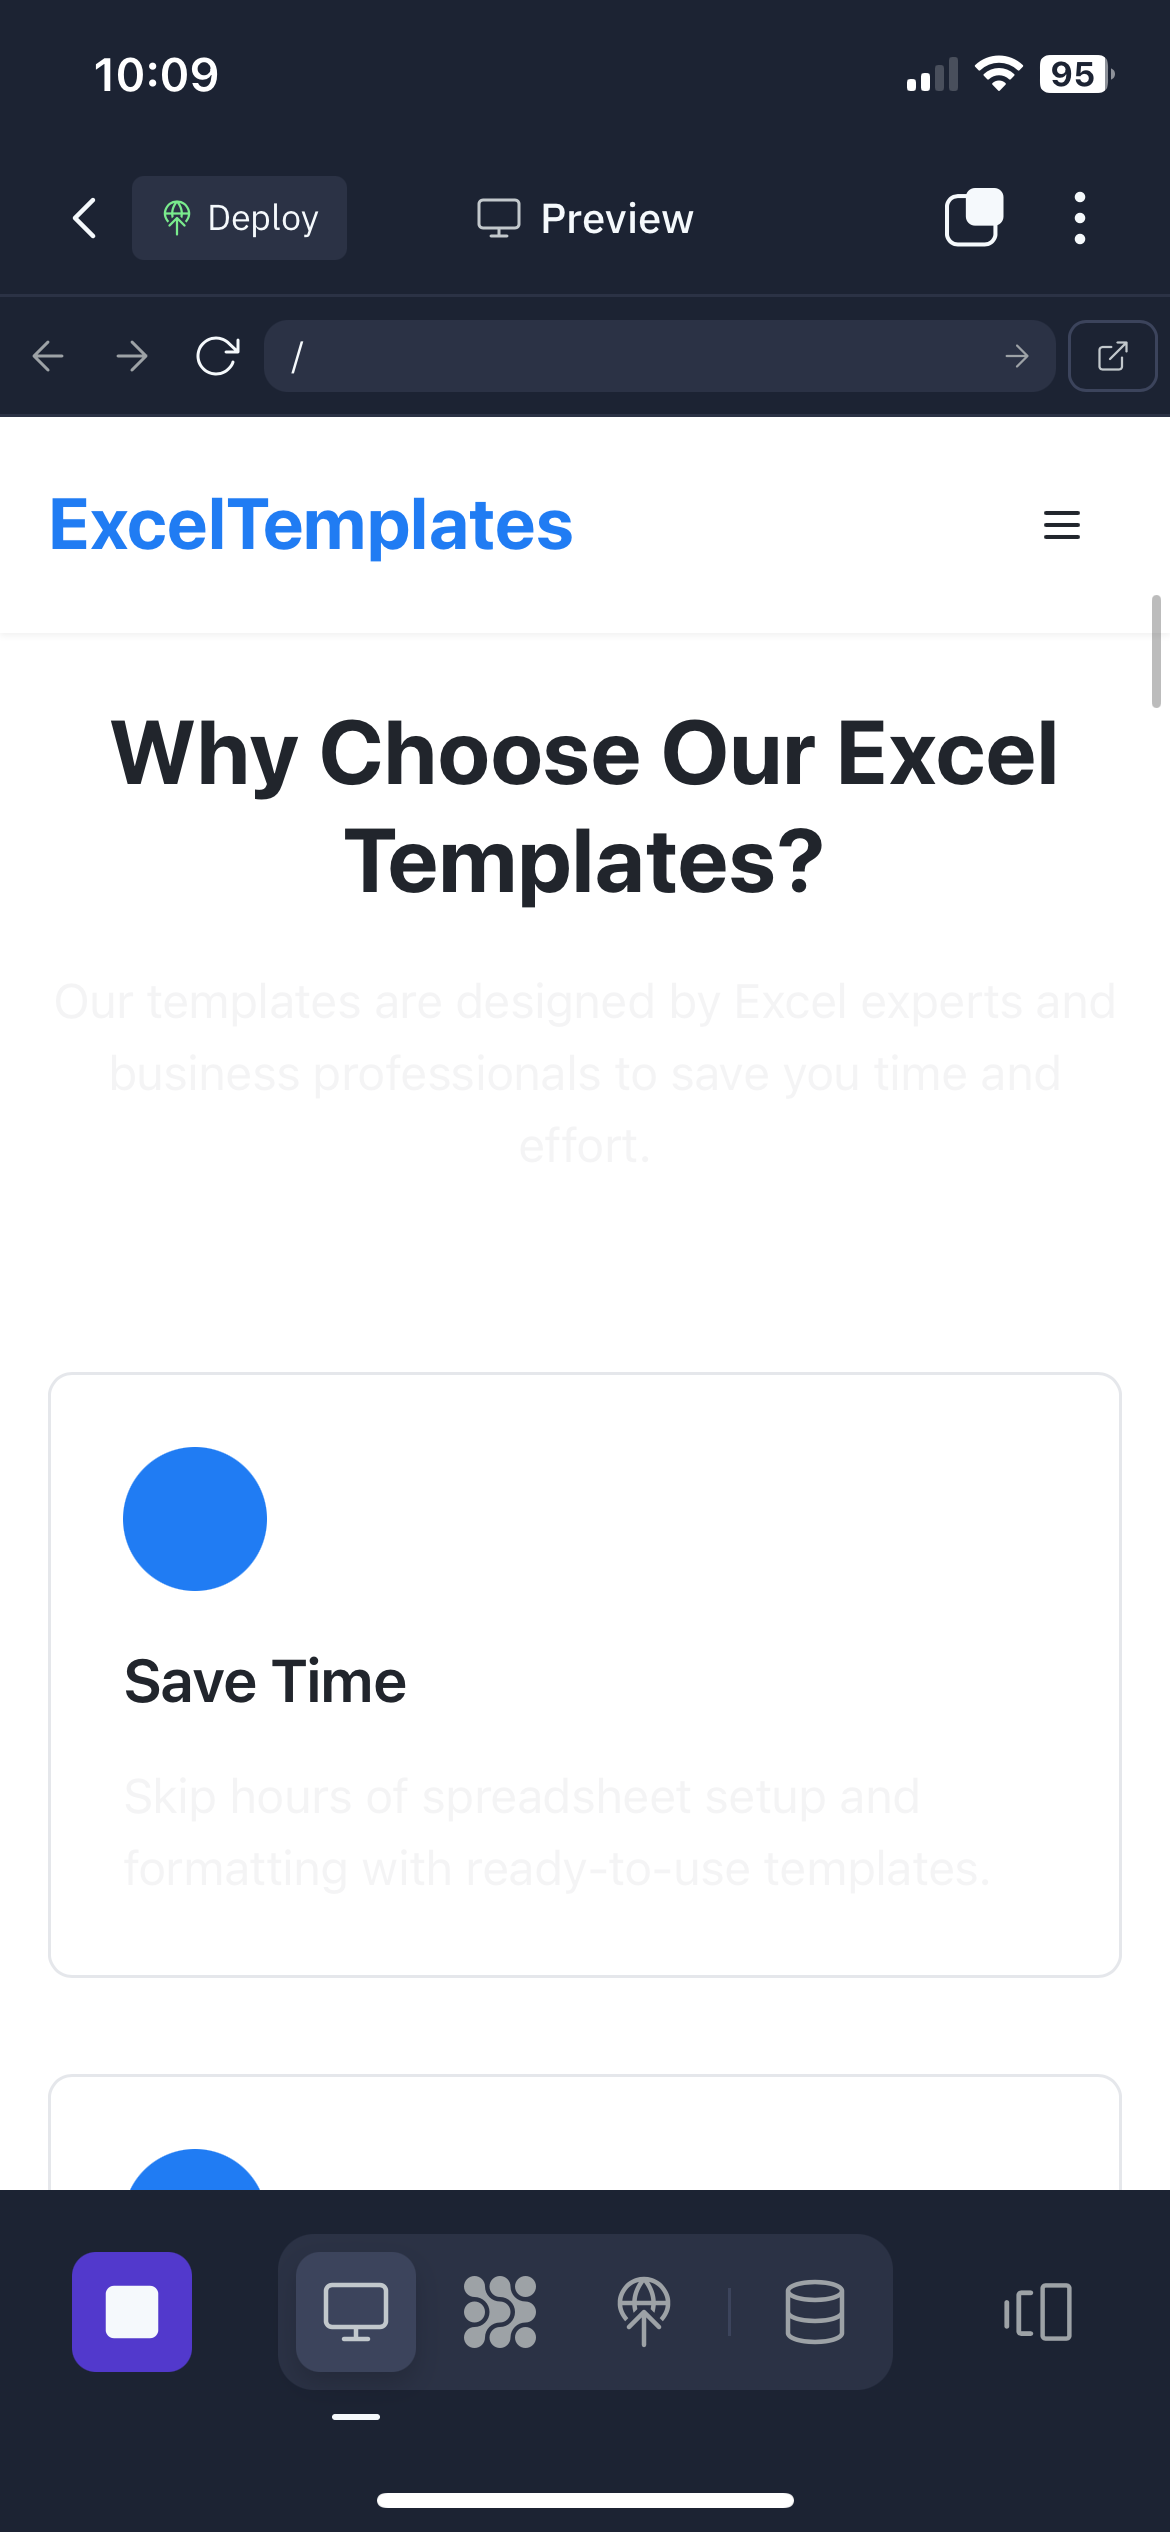 10:09
95
Deploy
Preview
/
ExcelTemplates
Why Choose Our Excel
Templates?
Our templates are designed by Excel experts and
business professionals to save you time and
effort.
Save Time
Skip hours of spreadsheet setup and
formatting with ready-to-use templates.